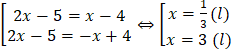 [2x − 5 = x − 4 ⇔ [x = 1/3 (l)
2x − 5 = −x + 4 x = 3 (l)